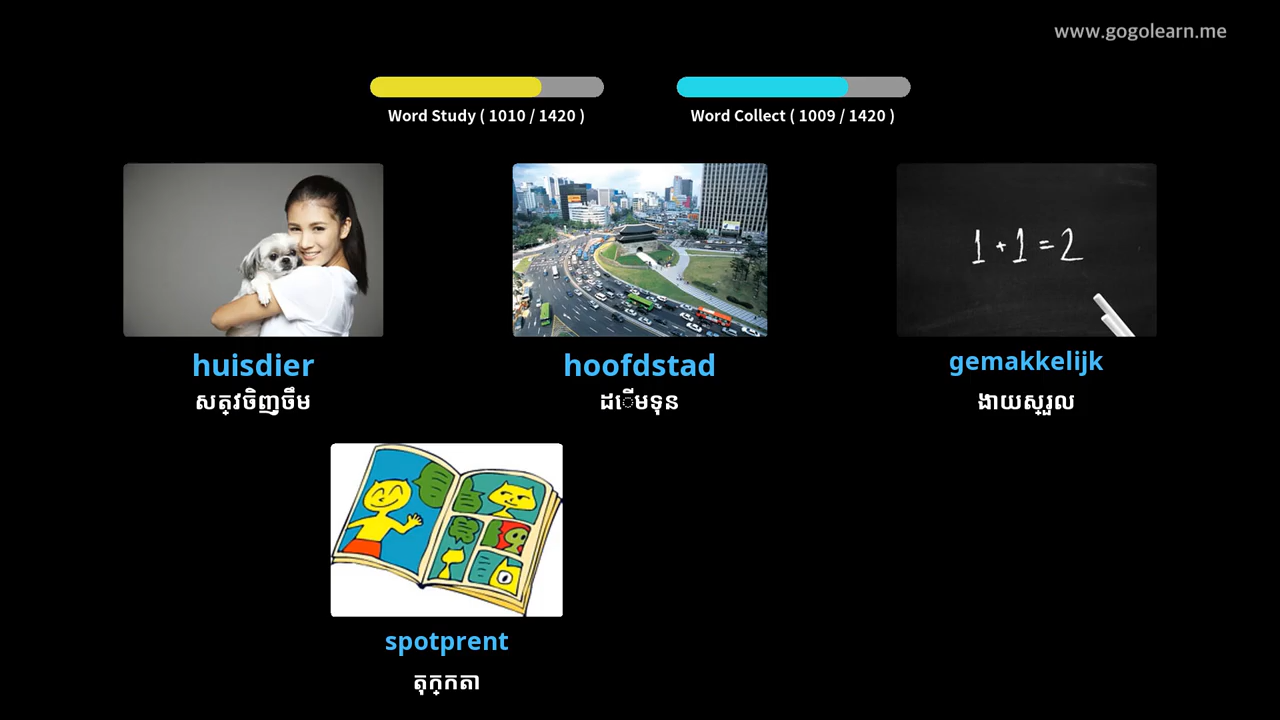 www.gogolearn.me
Word Study ( 1010 / 1420 )
Word Collect ( 1009 / 1420 )
huisdier
hoofdstad
gemakkelijk
សត្វចិញ្ចឹម
ដើមទុន
ងាយស្រួល
1 + 1 = 2
spotprent
តុក្កតា